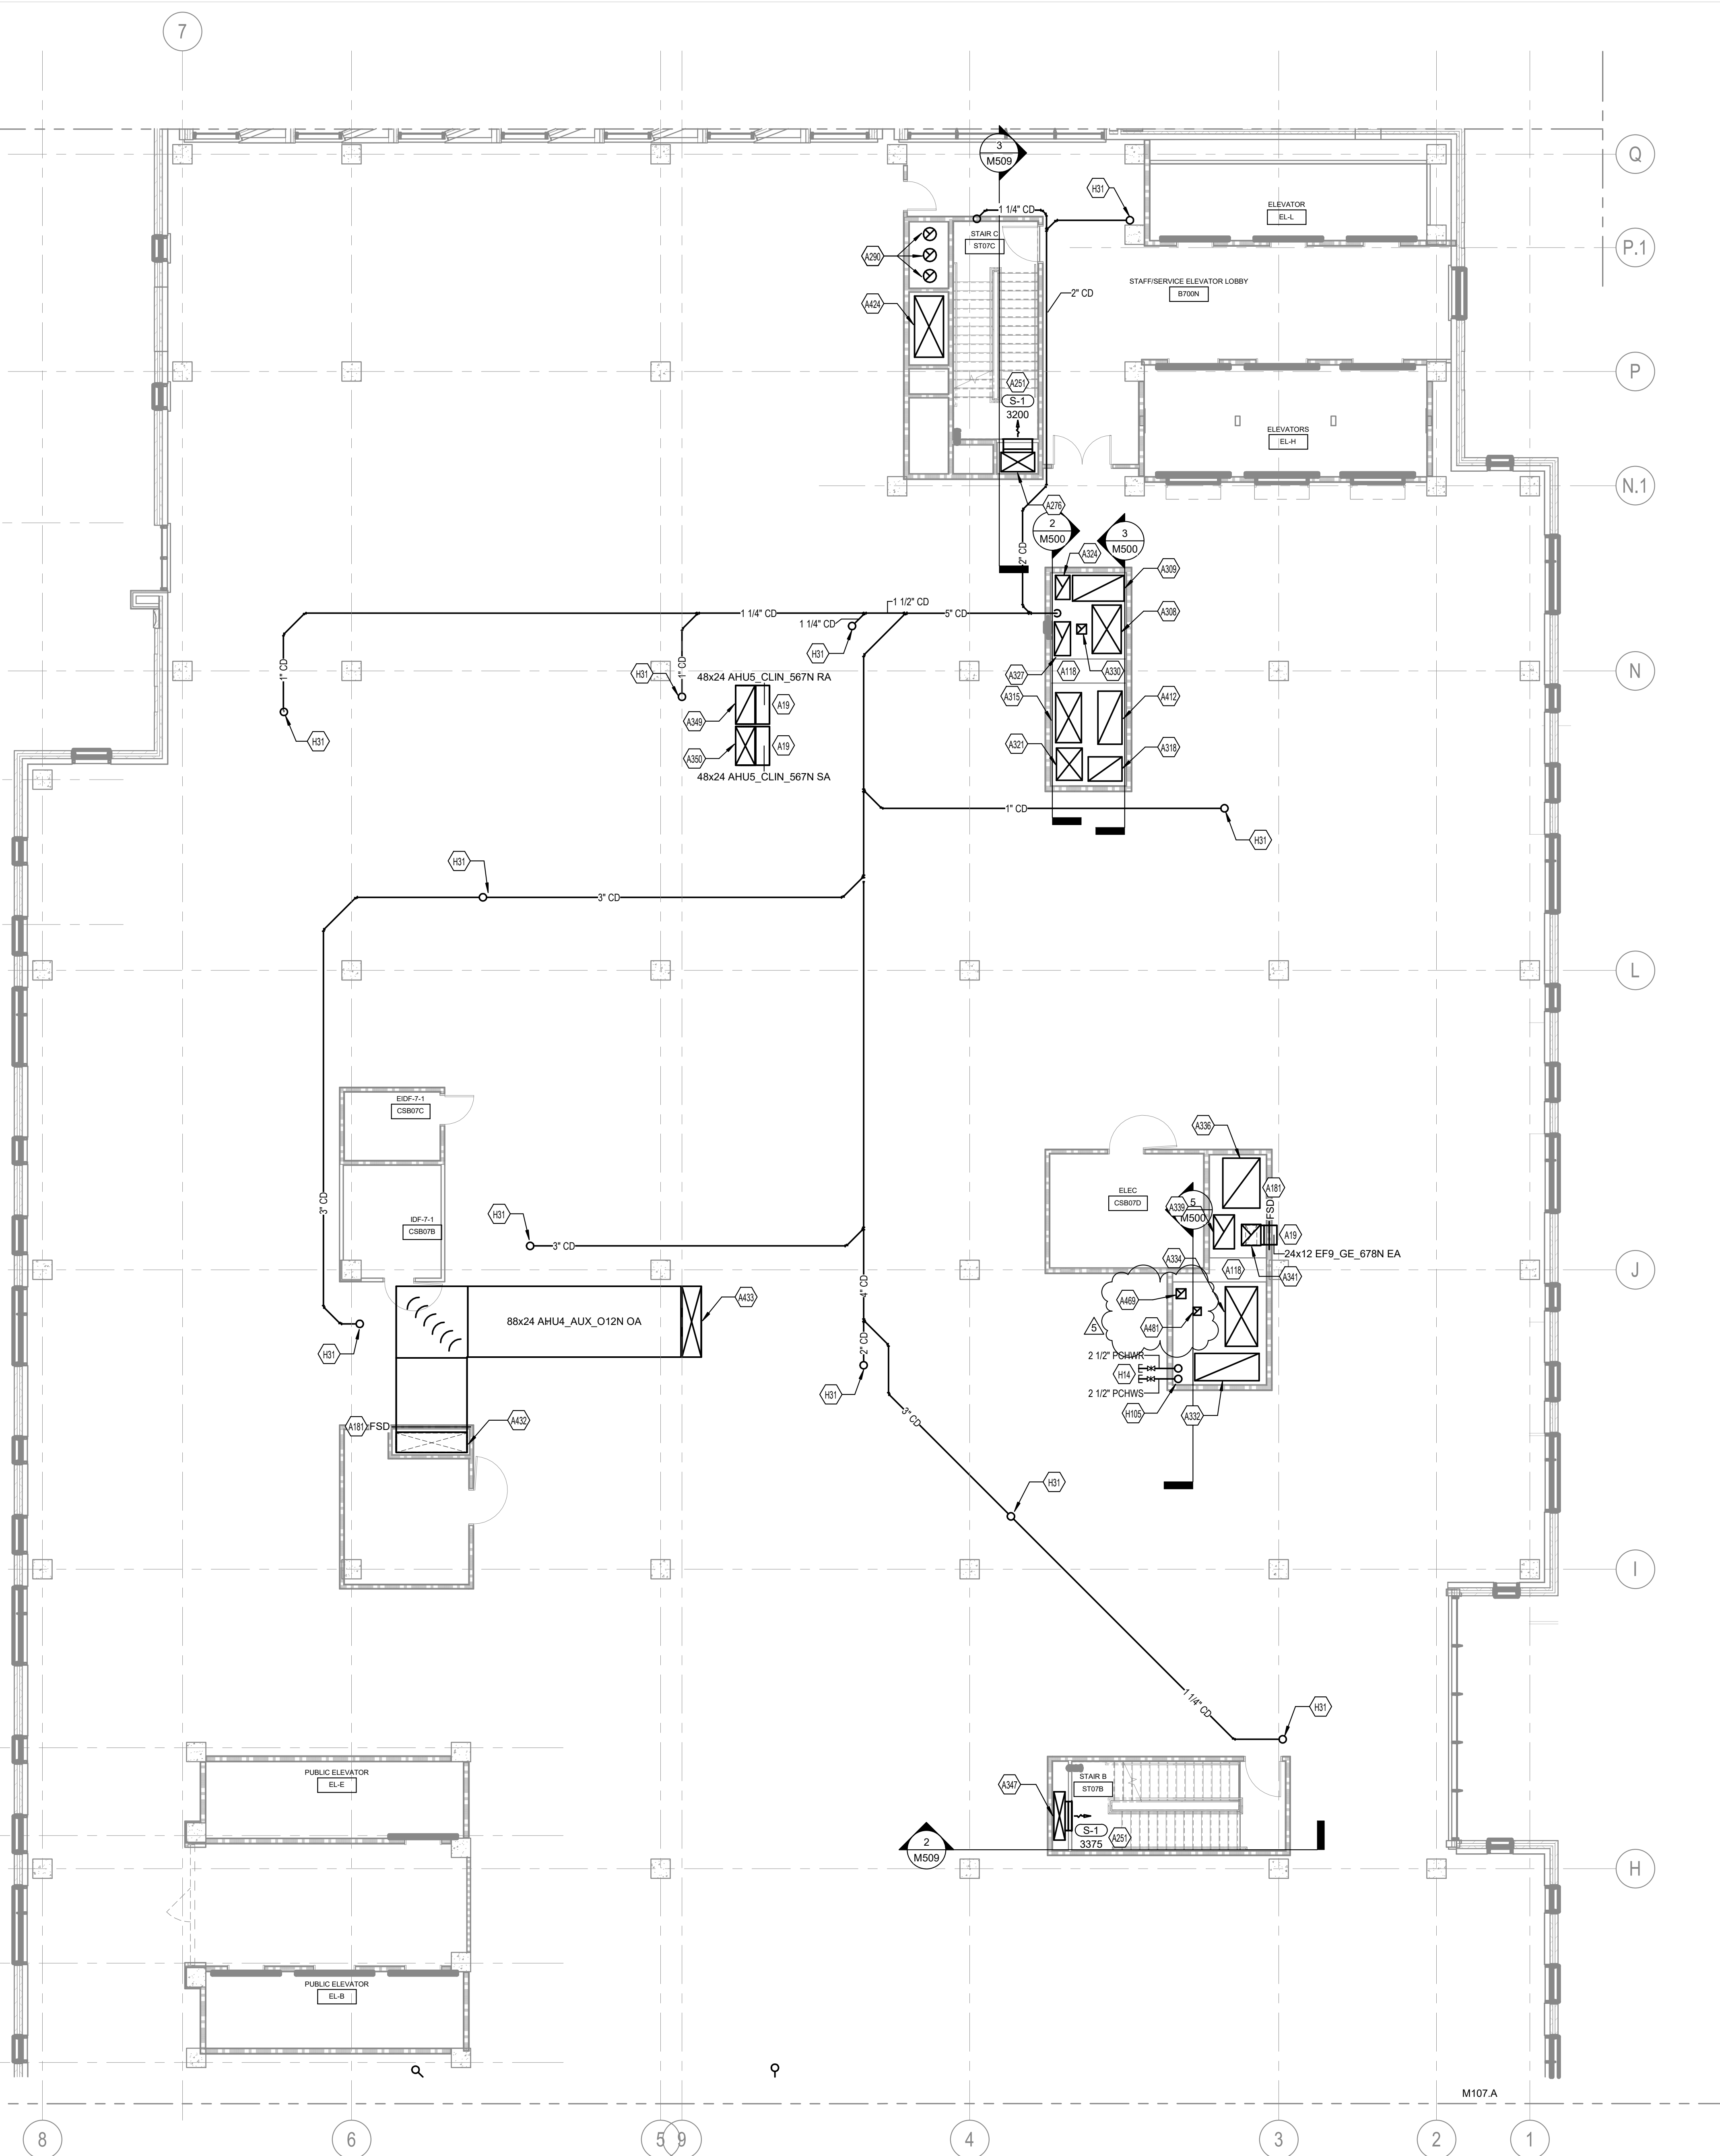 7
3
M509
Q
H31
ELEVATOR
EL-L
1 1/4" CD
STAIR C
ST07C
P.1
A290
STAFF/SERVICE ELEVATOR LOBBY
B700N
2" CD
A424
P
A251
S-1
3200
ELEVATORS
EL-H
N.1
A276
2
M500
3
M500
2" CD
A324
A309
1 1/4" CD
1 1/2" CD
5" CD
A308
1 1/4" CD
H31
1" CD
H31
1" CD
48x24 AHU5_CLIN_567N RA
A327
A118
A330
N
A315
A412
A349
A19
H31
A350
A19
A321
A318
48x24 AHU5_CLIN_567N SA
1" CD
H31
H31
3" CD
L
EIDF-7-1
CSB07C
A336
ELEC
CSB07D
A181
3" CD
IDF-7-1
CSB07B
H31
A339
5
M500
FSD
A19
3" CD
24x12 EF9_GE_678N EA
A334
A118
A341
J
4" CD
A433
A469
88x24 AHU4_AUX_O12N OA
A481
5
H31
2" CD
2 1/2" PCHWR
H14
2 1/2" PCHWS
H31
3" CD
H105
A332
A181
FSD
A432
H31
I
1 1/4" CD
H31
PUBLIC ELEVATOR
EL-E
STAIR B
ST07B
A347
S-1
3375
A251
2
M509
H
PUBLIC ELEVATOR
EL-B
M107.A
8
6
5
9
4
3
2
1